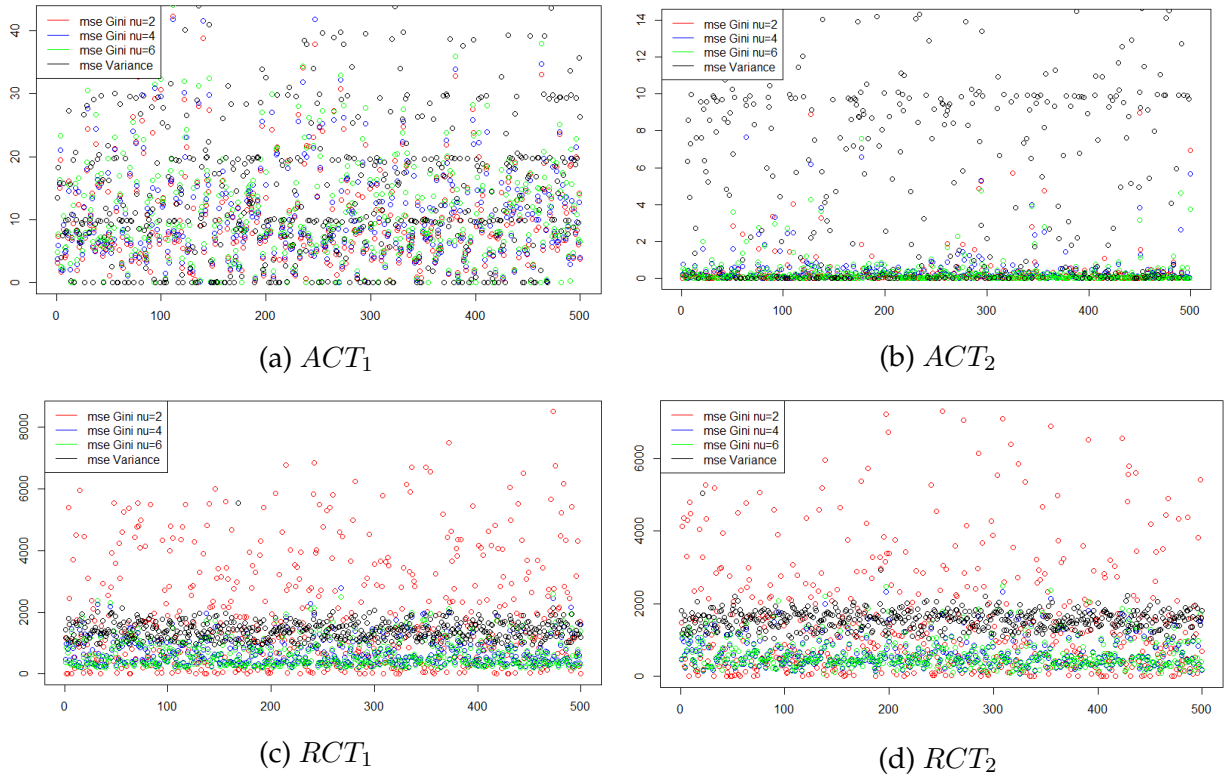 mse Gini nu=2
mse Gini nu=4
mse Gini nu=6
mse Variance
40
30
20
10
0
0 100 200 300 400 500
(a) ACT₁
mse Gini nu=2
mse Gini nu=4
mse Gini nu=6
mse Variance
14
12
10
8
6
4
2
0
0 100 200 300 400 500
(b) ACT₂
mse Gini nu=2
mse Gini nu=4
mse Gini nu=6
mse Variance
8000
6000
4000
2000
0
0 100 200 300 400 500
(c) RCT₁
mse Gini nu=2
mse Gini nu=4
mse Gini nu=6
mse Variance
6000
4000
2000
0
0 100 200 300 400 500
(d) RCT₂